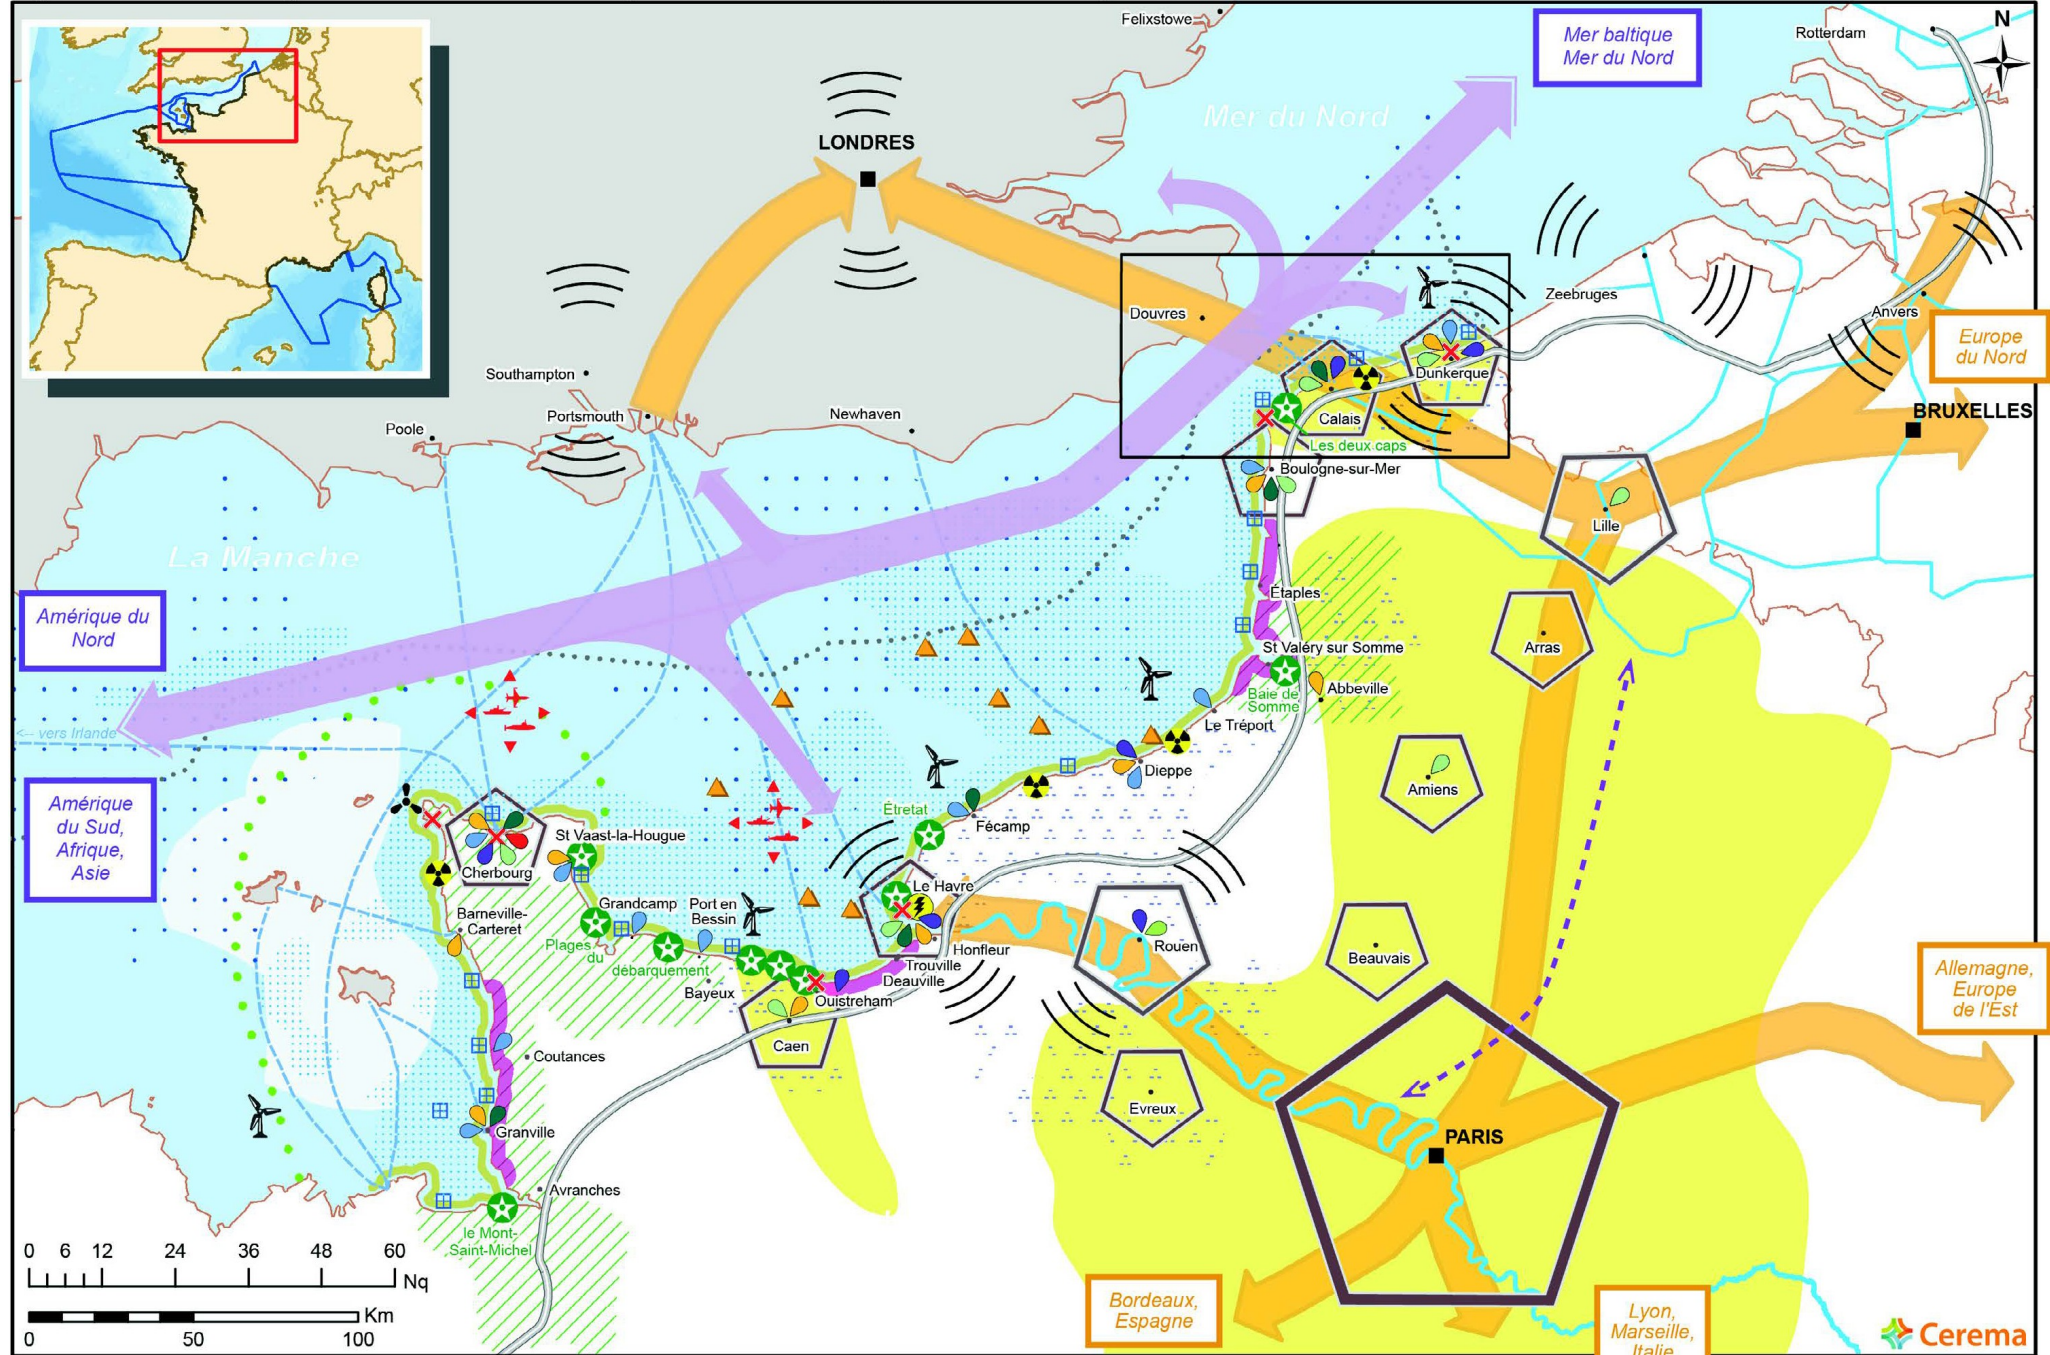 Felixstowe
Mer baltique
Mer du Nord
Rotterdam
N
Mer du Nord
LONDRES
Douvres
Zeebruges
Anvers
Europe
du Nord
Southampton
Portsmouth
Newhaven
Poole
Dunkerque
Calais
Les deux caps
BRUXELLES
Boulogne-sur-Mer
Lille
La Manche
Amérique du
Nord
Étaples
St Valéry sur Somme
Arras
Baie de
Somme
Abbeville
Le Tréport
<-- vers Irlande
Dieppe
Amiens
Amérique
du Sud,
Afrique,
Asie
Étretat
Fécamp
St Vaast-la-Hougue
Cherbourg
Le Havre
Grandcamp
Port en
Bessin
Barneville-
Carteret
Plages
du
débarquement
Honfleur
Rouen
Beauvais
Trouville
Deauville
Bayeux
Ouistreham
Allemagne,
Europe
de l'Est
Caen
Coutances
Evreux
Granville
PARIS
Avranches
le Mont-
Saint-Michel
0 6 12 24 36 48 60
Nq
Km
0 50 100
Bordeaux,
Espagne
Lyon,
Marseille,
Italie
Cerema